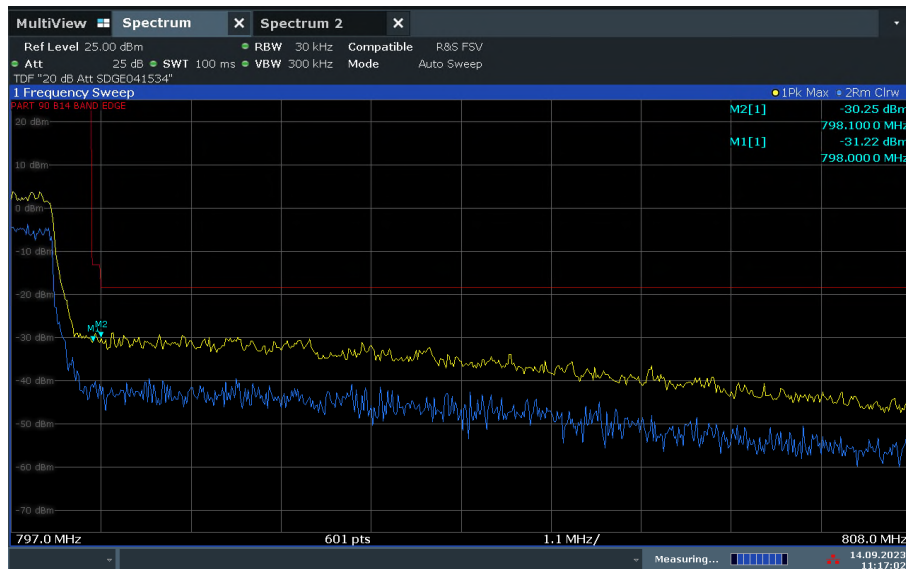 MultiView Spectrum X Spectrum 2 X
Ref Level 25.00 dBm RBW 30 kHz Compatible R&S FSV
Att 25 dB SWT 100 ms VBW 300 kHz Mode Auto Sweep
TDF "20 dB Att SDGE041534"
1 Frequency Sweep 1Pk Max 2Rm Clrw
PART 90 B14 BAND EDGE
M2[1] -30.25 dBm
798.100 0 MHz
M1[1] -31.22 dBm
798.000 0 MHz
20 dBm
10 dBm
0 dBm
-10 dBm
-20 dBm
M1 M2
-30 dBm
-40 dBm
-50 dBm
-60 dBm
-70 dBm
797.0 MHz 601 pts 1.1 MHz/ 808.0 MHz
Measuring... 14.09.2023
11:17:02